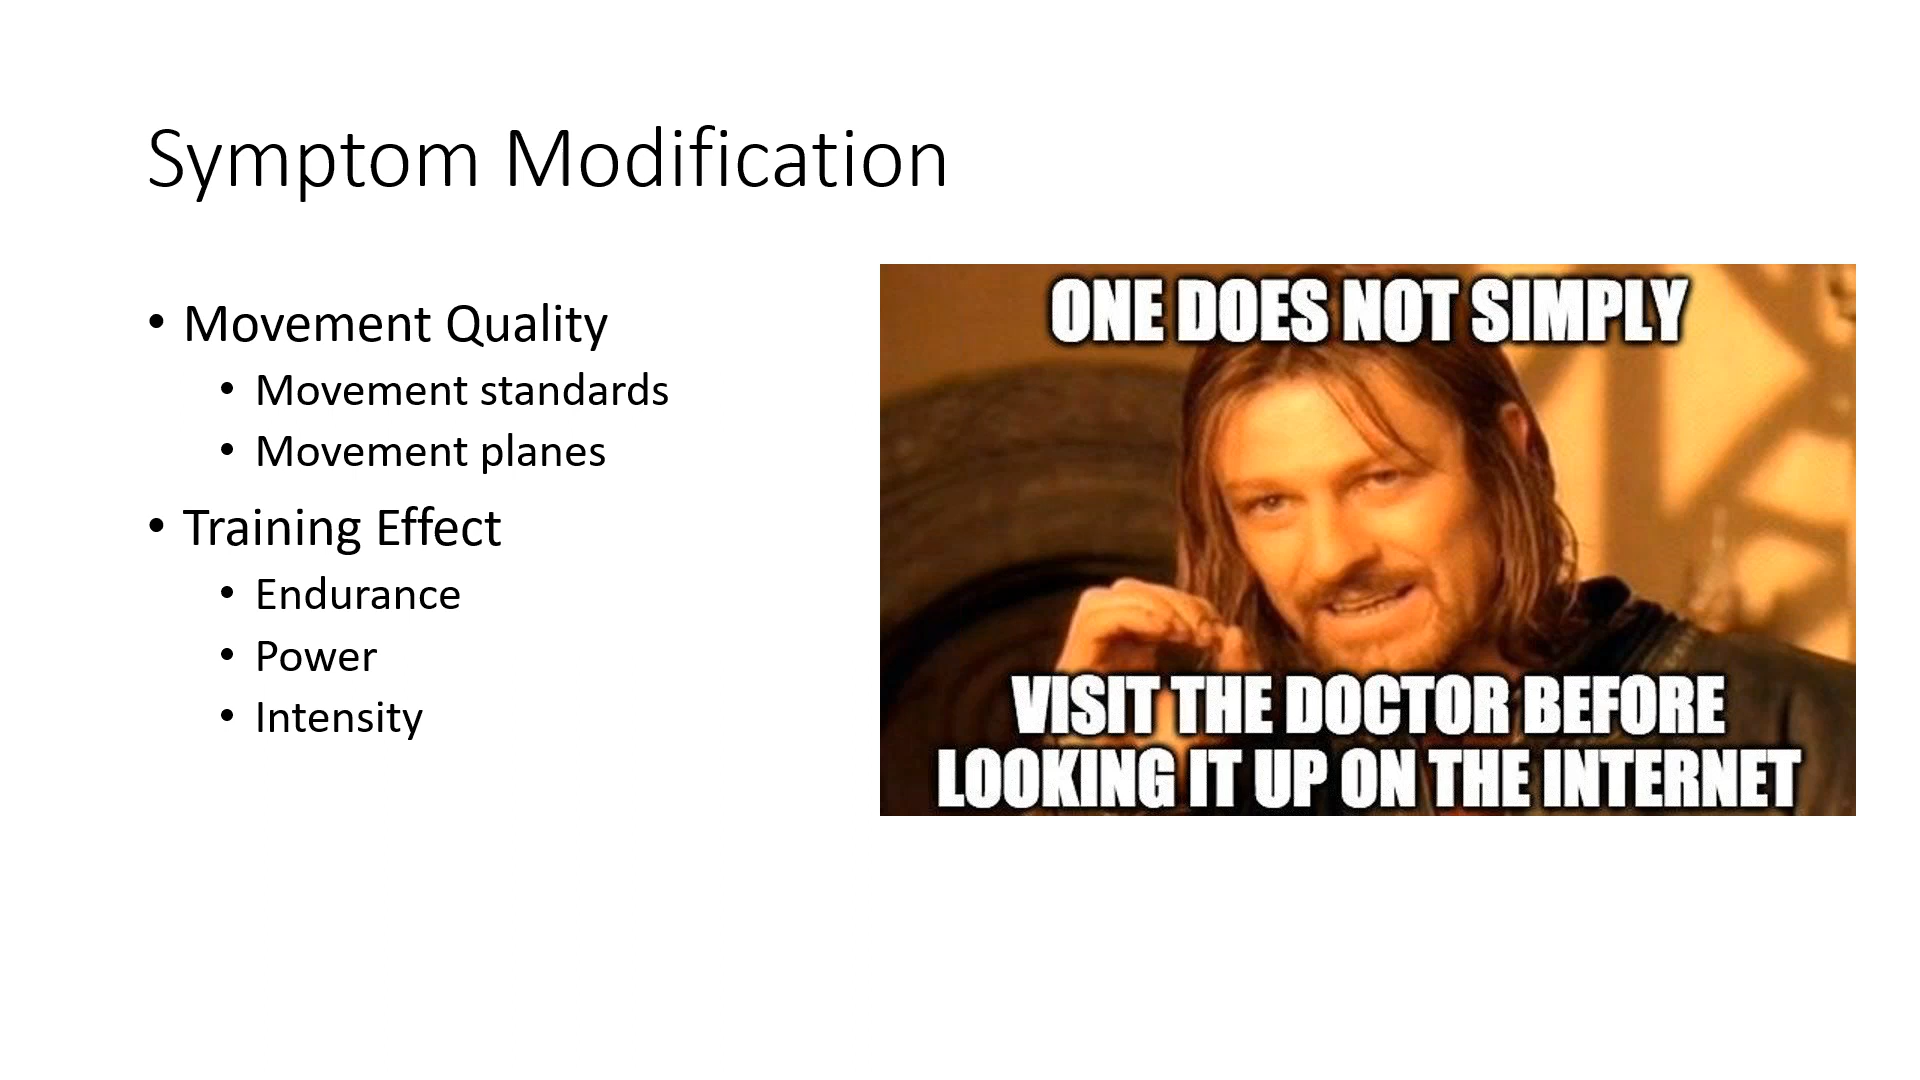 Symptom Modification
• Movement Quality
• Movement standards
• Movement planes
• Training Effect
• Endurance
• Power
• Intensity
ONE DOES NOT SIMPLY
VISIT THE DOCTOR BEFORE
LOOKING IT UP ON THE INTERNET